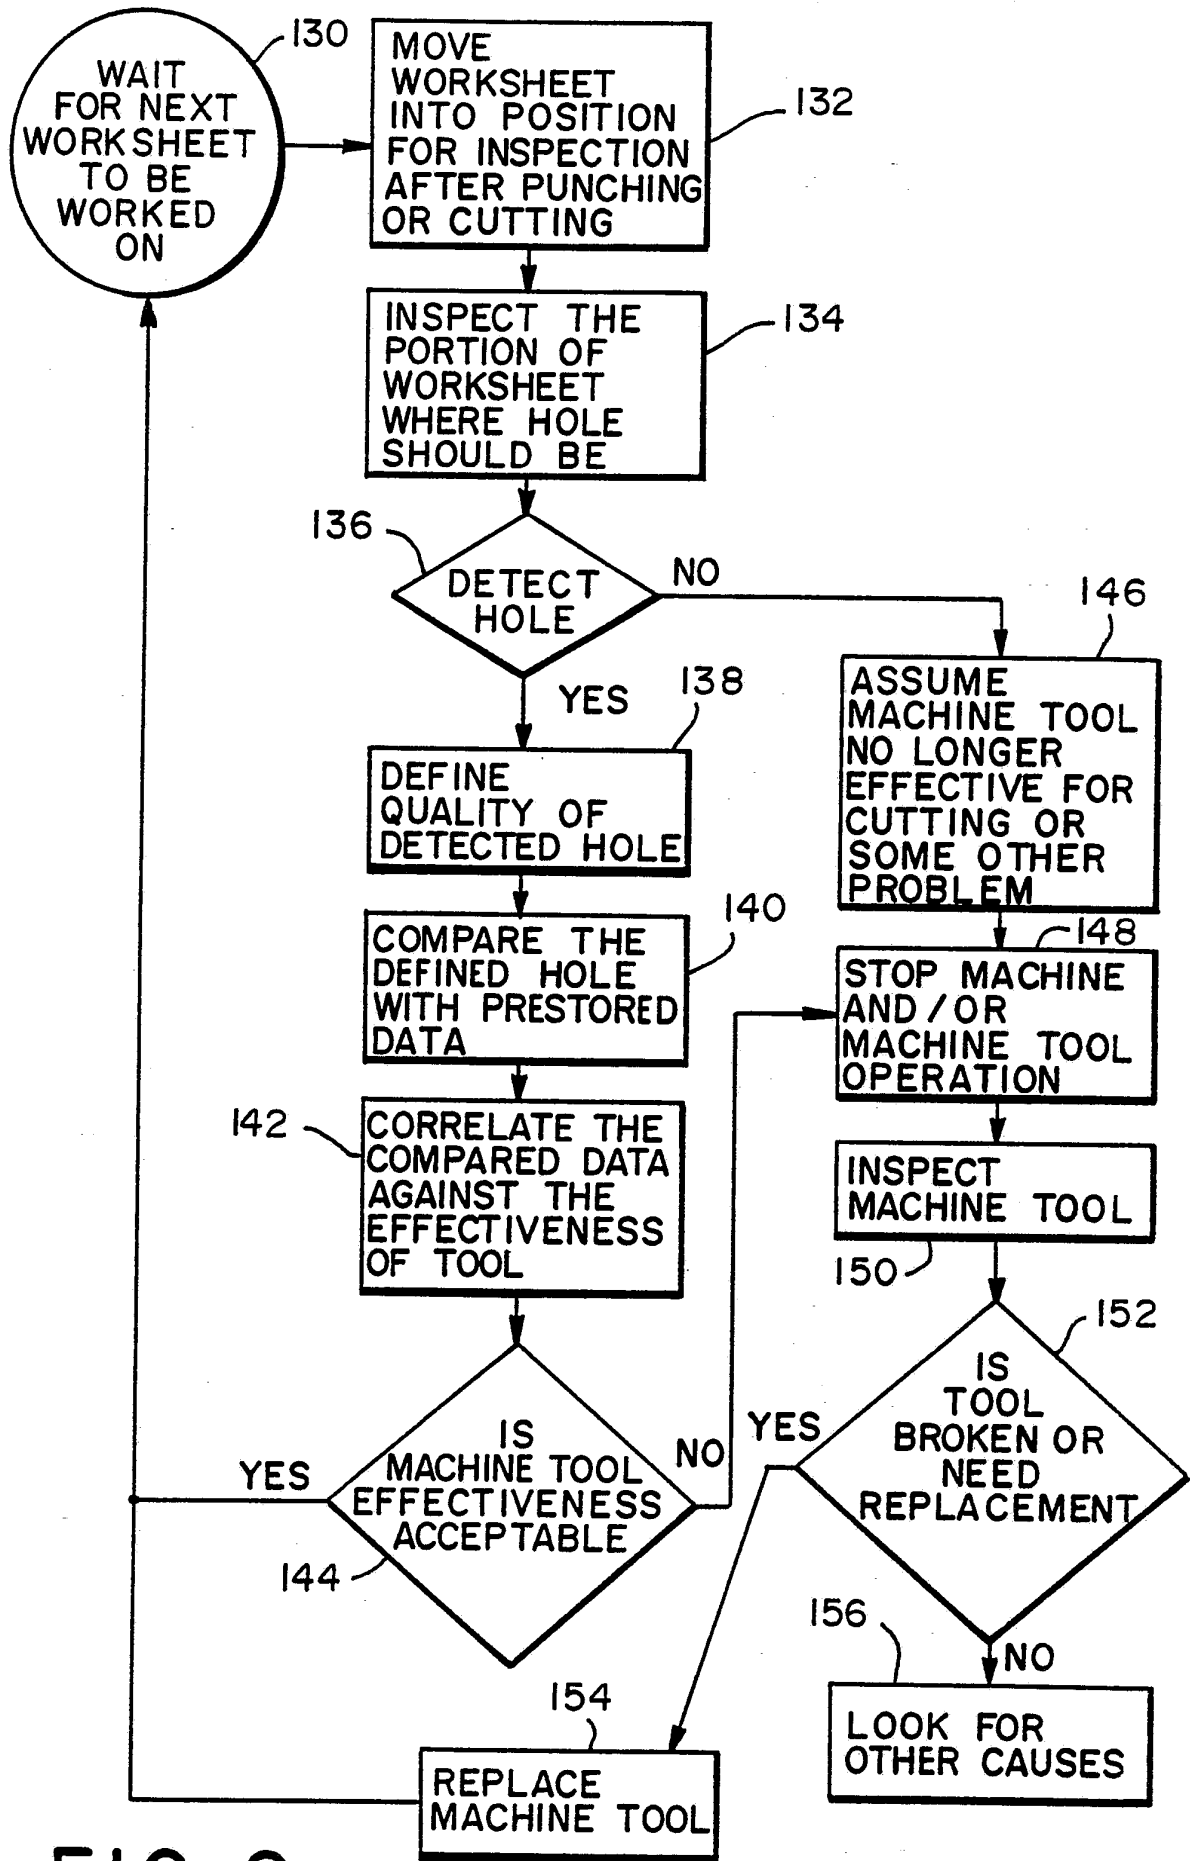 130
WAIT
FOR NEXT
WORKSHEET
TO BE
WORKED
ON
MOVE
WORKSHEET
INTO POSITION
FOR INSPECTION
AFTER PUNCHING
OR CUTTING
132
INSPECT THE
PORTION OF
WORKSHEET
WHERE HOLE
SHOULD BE
134
136
DETECT
HOLE
NO
YES
146
ASSUME
MACHINE TOOL
NO LONGER
EFFECTIVE FOR
CUTTING OR
SOME OTHER
PROBLEM
138
DEFINE
QUALITY OF
DETECTED HOLE
140
COMPARE THE
DEFINED HOLE
WITH PRESTORED
DATA
148
STOP MACHINE
AND/OR
MACHINE TOOL
OPERATION
142
CORRELATE THE
COMPARED DATA
AGAINST THE
EFFECTIVENESS
OF TOOL
INSPECT
MACHINE TOOL
150
152
IS
TOOL
BROKEN OR
NEED
REPLACEMENT
YES
NO
IS
MACHINE TOOL
EFFECTIVENESS
ACCEPTABLE
YES
NO
144
156
LOOK FOR
OTHER CAUSES
154
REPLACE
MACHINE TOOL